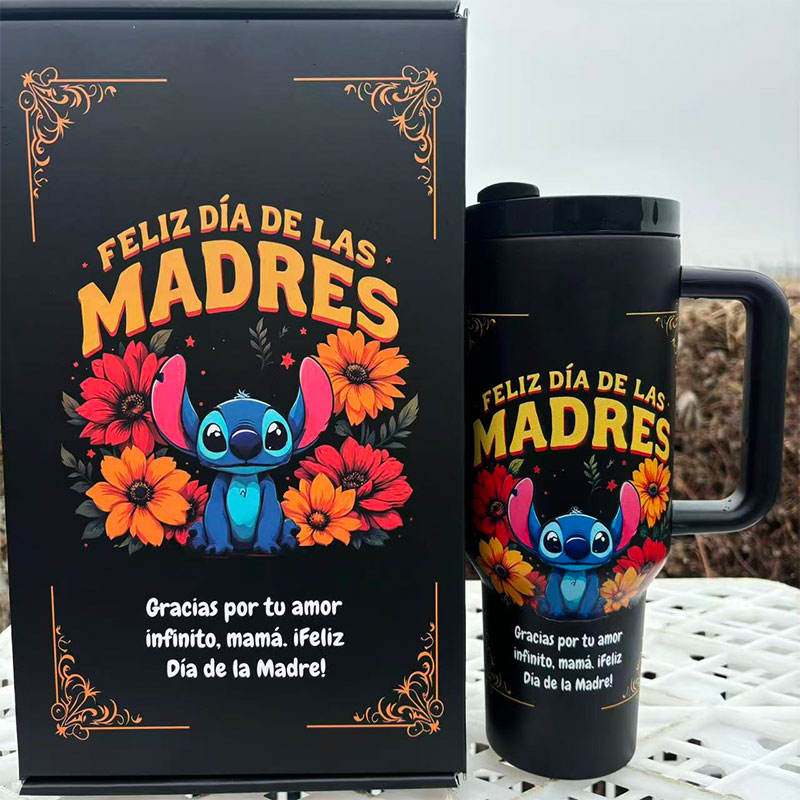 FELIZ DÍA DE LAS
MADRES
Gracias por tu amor
infinito, mamá. ¡Feliz
Día de la Madre!
FELIZ DÍA DE LAS
MADRES
Gracias por tu amor
infinito, mamá. ¡Feliz
Día de la Madre!